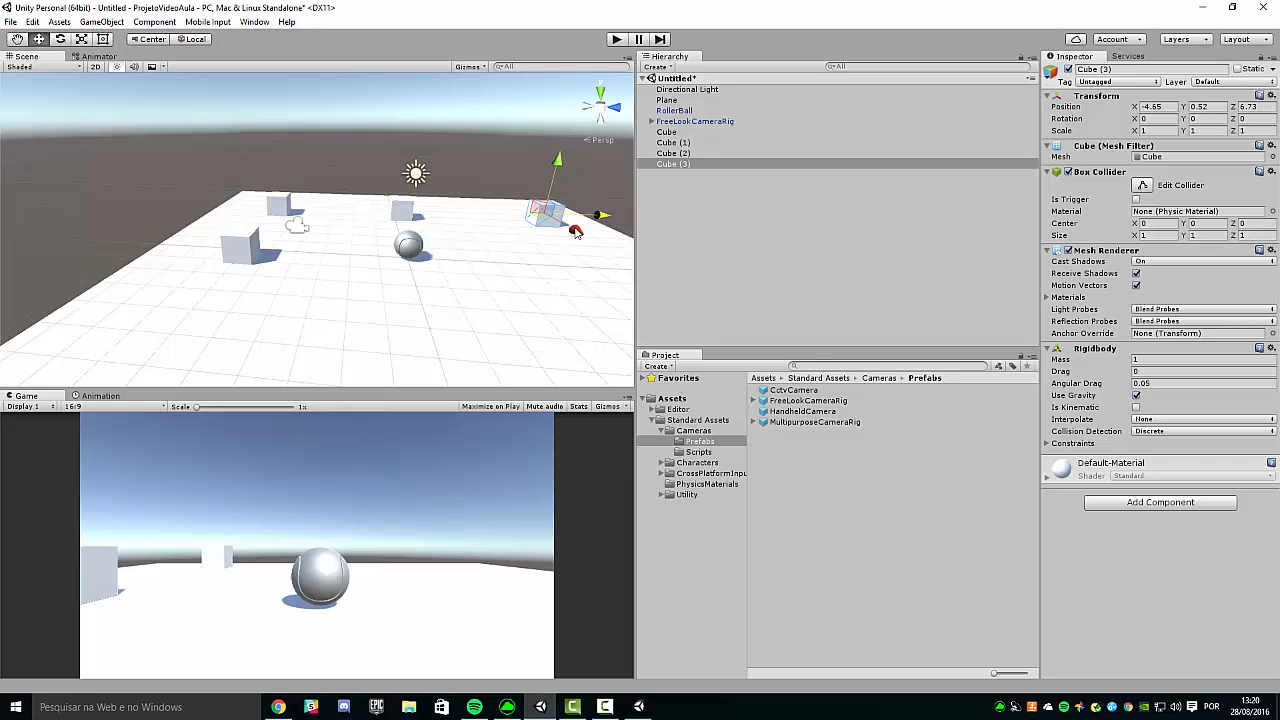 Unity Personal (64bit) - Untitled - ProjetoVideoAula - PC, Mac & Linux Standalone* <DX11>
File Edit Assets GameObject Component Mobile Input Window Help
Center Local
Account Layers Layout
Scene Animator
Shaded 2D Gizmos All
y
Persp
Hierarchy
Create All
Untitled*
Directional Light
Plane
RollerBall
FreeLookCameraRig
Cube
Cube (1)
Cube (2)
Cube (3)
Inspector Services
Cube (3) Static
Tag Untagged Layer Default
Transform
Position X -4.65 Y 0.52 Z 6.73
Rotation X 0 Y 0 Z 0
Scale X 1 Y 1 Z 1
Cube (Mesh Filter)
Mesh Cube
Box Collider
Edit Collider
Is Trigger
Material None (Physic Material)
Center X 0 Y 0 Z 0
Size X 1 Y 1 Z 1
Mesh Renderer
Cast Shadows On
Receive Shadows
Motion Vectors
Materials
Light Probes Blend Probes
Reflection Probes Blend Probes
Anchor Override None (Transform)
Rigidbody
Mass 1
Drag 0
Angular Drag 0.05
Use Gravity
Is Kinematic
Interpolate None
Collision Detection Discrete
Constraints
Default-Material
Shader Standard
Add Component
Project
Create
Favorites
Assets
Editor
Standard Assets
Cameras
Prefabs
Scripts
Characters
CrossPlatformInpu
PhysicsMaterials
Utility
Assets Standard Assets Cameras Prefabs
CctvCamera
FreeLookCameraRig
HandheldCamera
MultipurposeCameraRig
Game Animation
Display 1 16:9 Scale 1x Maximize on Play Mute audio Stats Gizmos
Pesquisar na Web e no Windows
EPIC
POR
13:20
28/08/2016